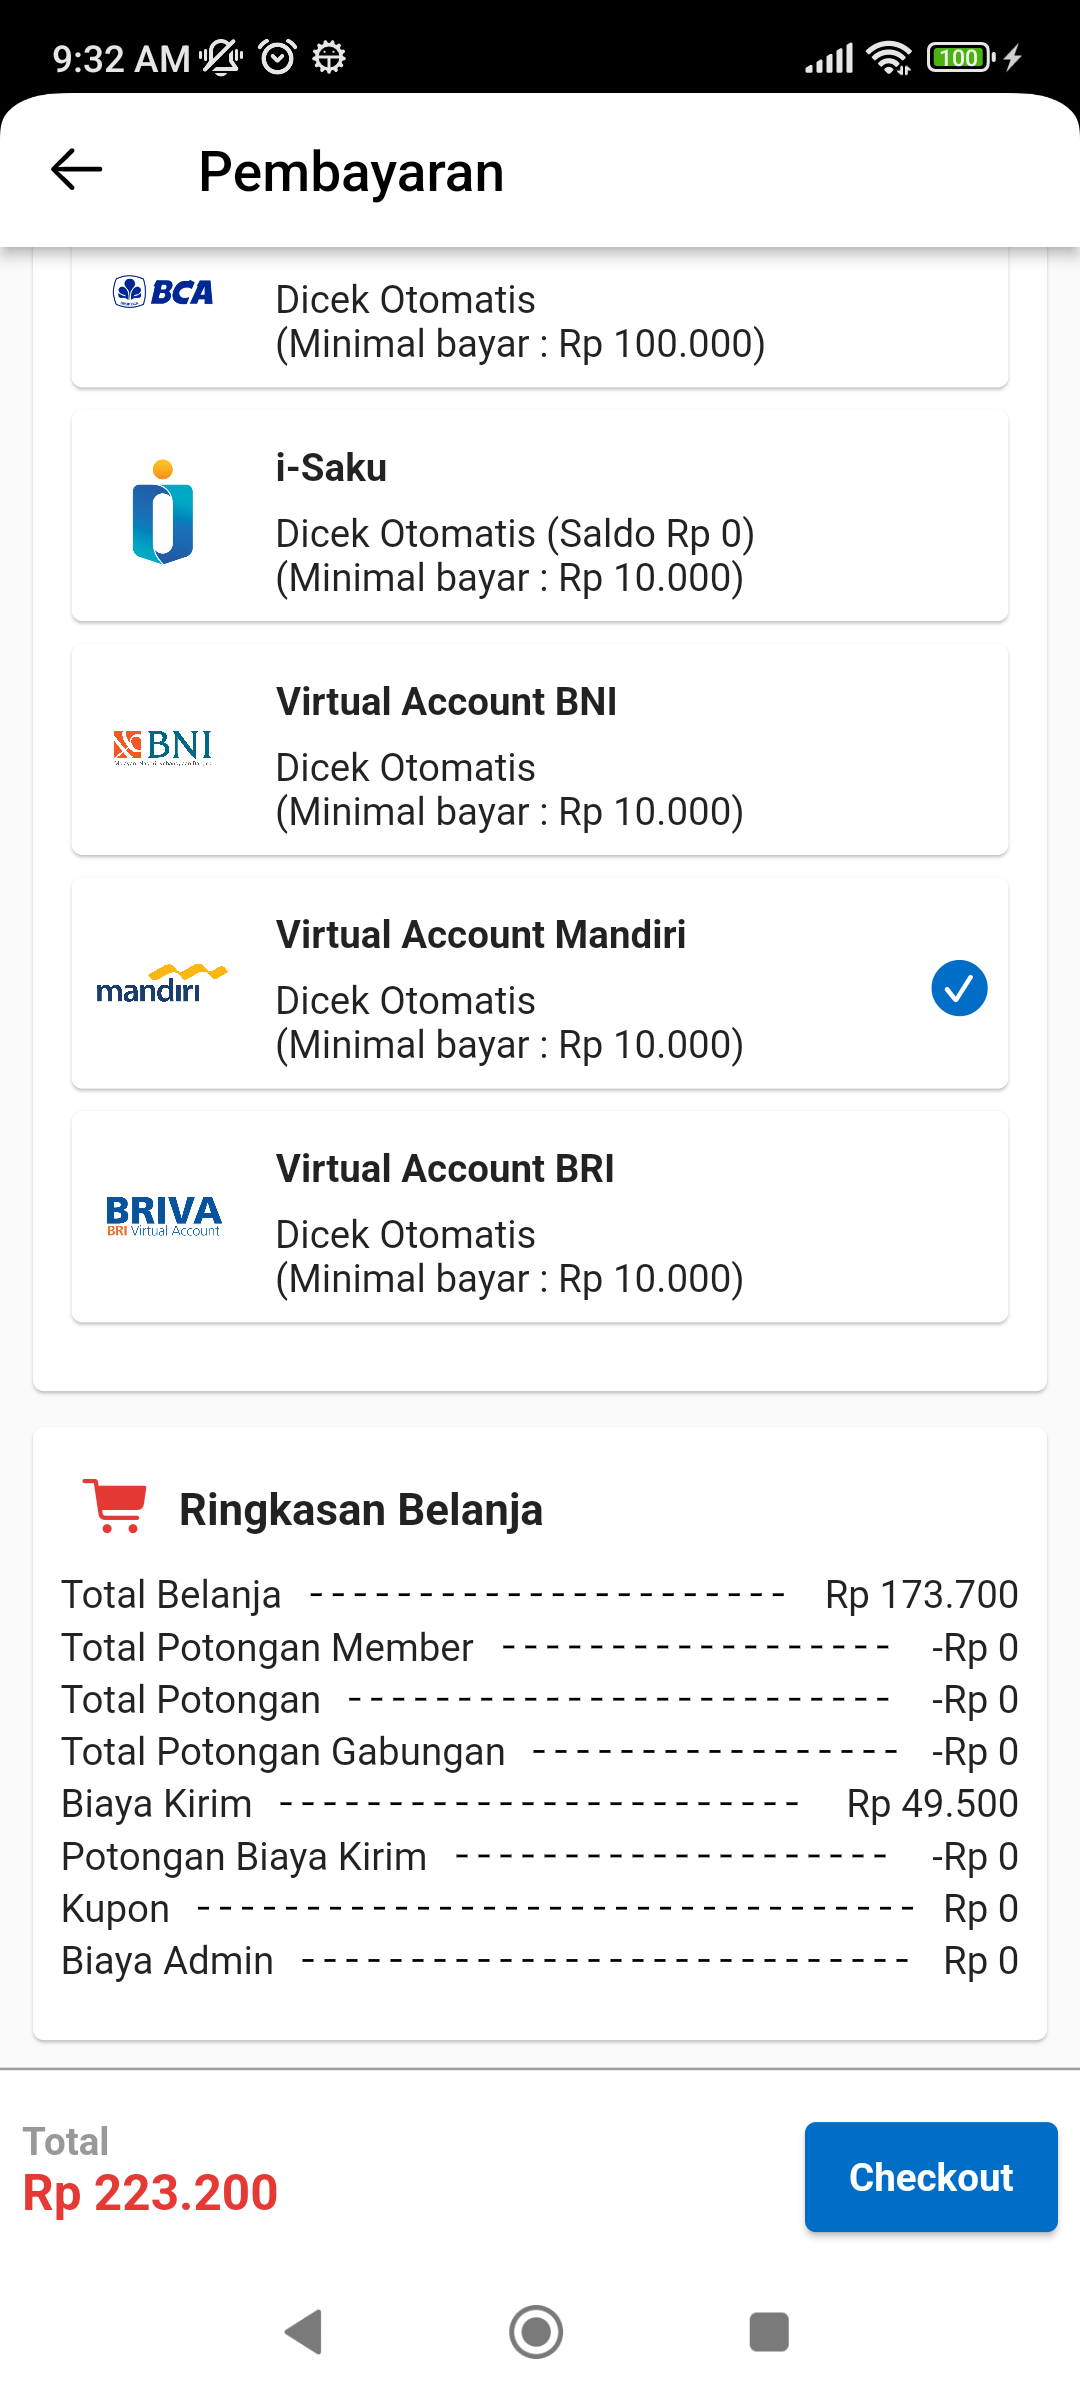 9:32 AM
100
Pembayaran
BCA
Dicek Otomatis
(Minimal bayar : Rp 100.000)
i-Saku
Dicek Otomatis (Saldo Rp 0)
(Minimal bayar : Rp 10.000)
Virtual Account BNI
BNI
Dicek Otomatis
(Minimal bayar : Rp 10.000)
Virtual Account Mandiri
mandiri
Dicek Otomatis
(Minimal bayar : Rp 10.000)
Virtual Account BRI
BRIVA
BRI Virtual Account
Dicek Otomatis
(Minimal bayar : Rp 10.000)
Ringkasan Belanja
Total Belanja ---------------------- Rp 173.700
Total Potongan Member ------------------ -Rp 0
Total Potongan ------------------------- -Rp 0
Total Potongan Gabungan ----------------- -Rp 0
Biaya Kirim ------------------------ Rp 49.500
Potongan Biaya Kirim -------------------- -Rp 0
Kupon --------------------------------- Rp 0
Biaya Admin ---------------------------- Rp 0
Total
Rp 223.200
Checkout